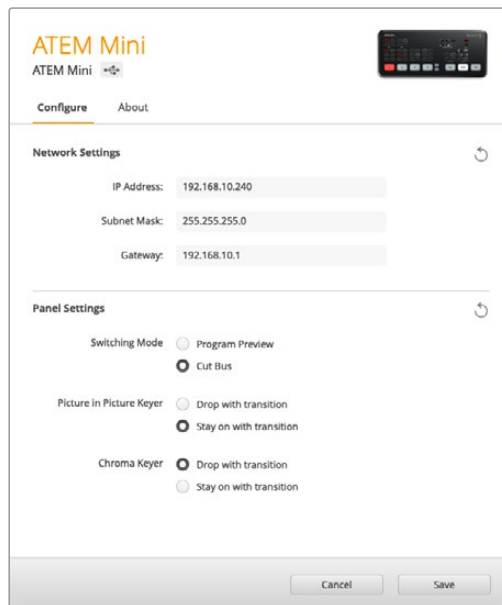 ATEM Mini
ATEM Mini
Configure About
Network Settings
IP Address: 192.168.10.240
Subnet Mask: 255.255.255.0
Gateway: 192.168.10.1
Panel Settings
Switching Mode Program Preview
Cut Bus
Picture in Picture Keyer Drop with transition
Stay on with transition
Chroma Keyer Drop with transition
Stay on with transition
Cancel Save